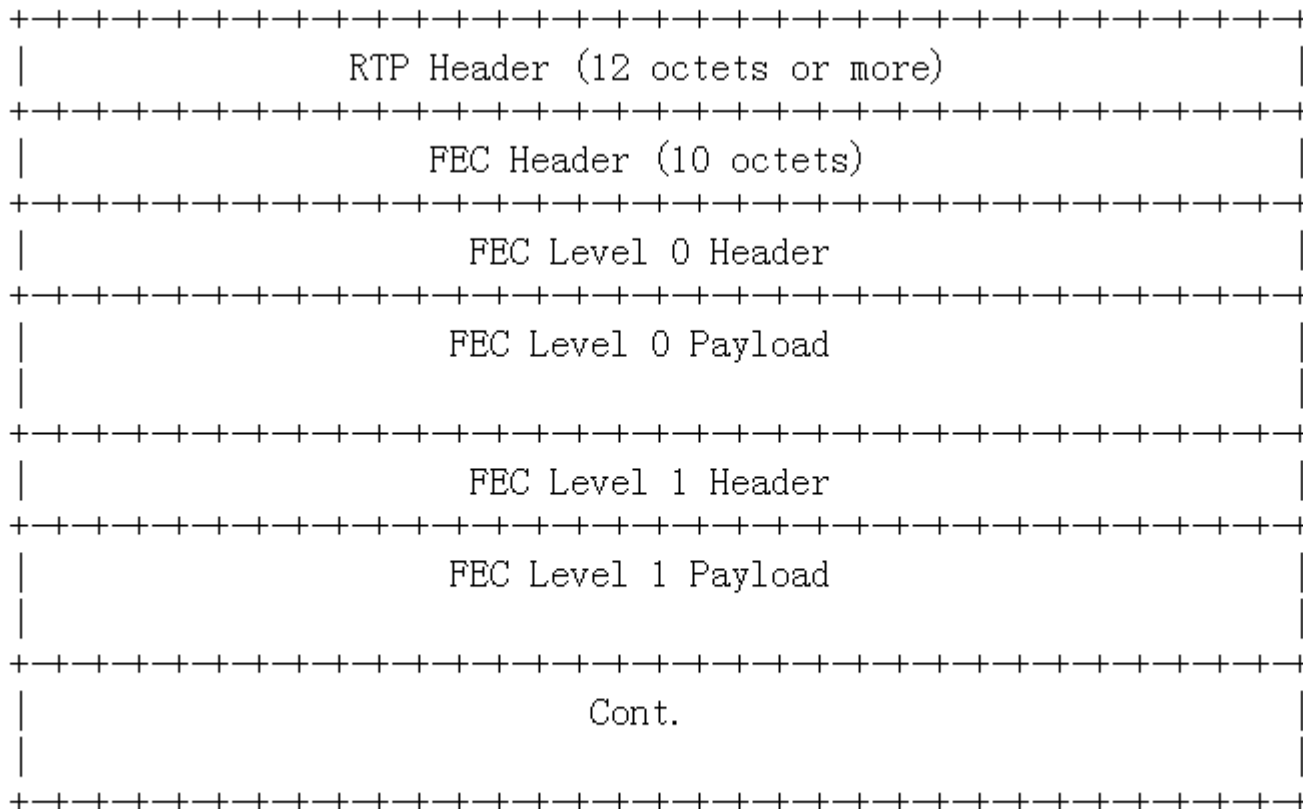 RTP Header (12 octets or more)
FEC Header (10 octets)
FEC Level 0 Header
FEC Level 0 Payload
FEC Level 1 Header
FEC Level 1 Payload
Cont.